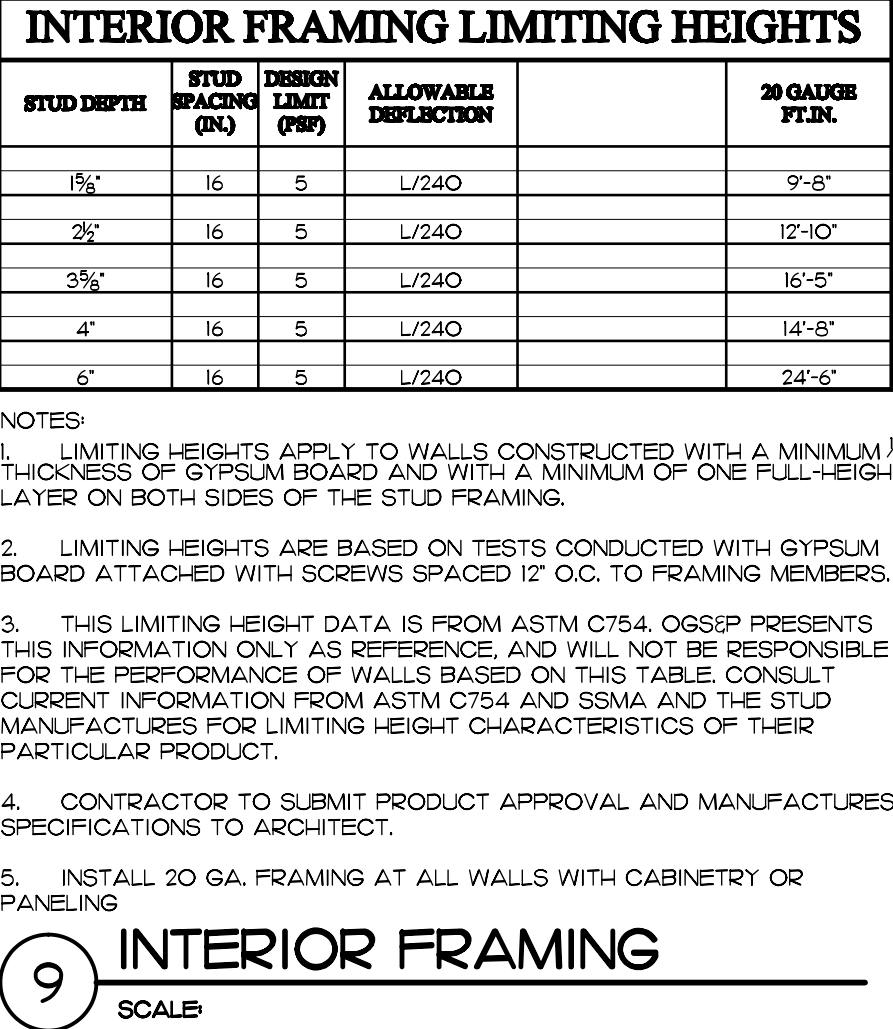 INTERIOR FRAMING LIMITING HEIGHTS
STUD DEPTH STUD SPACING (IN.) DESIGN LIMIT (PSF) ALLOWABLE DEFLECTION 20 GAUGE FT.IN.
1⅝" 16 5 L/240 9'-8"
2½" 16 5 L/240 12'-10"
3⅝" 16 5 L/240 16'-5"
4" 16 5 L/240 14'-8"
6" 16 5 L/240 24'-6"
NOTES:
1. LIMITING HEIGHTS APPLY TO WALLS CONSTRUCTED WITH A MINIMUM
THICKNESS OF GYPSUM BOARD AND WITH A MINIMUM OF ONE FULL-HEIGH
LAYER ON BOTH SIDES OF THE STUD FRAMING.
2. LIMITING HEIGHTS ARE BASED ON TESTS CONDUCTED WITH GYPSUM
BOARD ATTACHED WITH SCREWS SPACED 12" O.C. TO FRAMING MEMBERS.
3. THIS LIMITING HEIGHT DATA IS FROM ASTM C754. OGS&P PRESENTS
THIS INFORMATION ONLY AS REFERENCE, AND WILL NOT BE RESPONSIBLE
FOR THE PERFORMANCE OF WALLS BASED ON THIS TABLE. CONSULT
CURRENT INFORMATION FROM ASTM C754 AND SSMA AND THE STUD
MANUFACTURES FOR LIMITING HEIGHT CHARACTERISTICS OF THEIR
PARTICULAR PRODUCT.
4. CONTRACTOR TO SUBMIT PRODUCT APPROVAL AND MANUFACTURES
SPECIFICATIONS TO ARCHITECT.
5. INSTALL 20 GA. FRAMING AT ALL WALLS WITH CABINETRY OR
PANELING
9 INTERIOR FRAMING
SCALE: